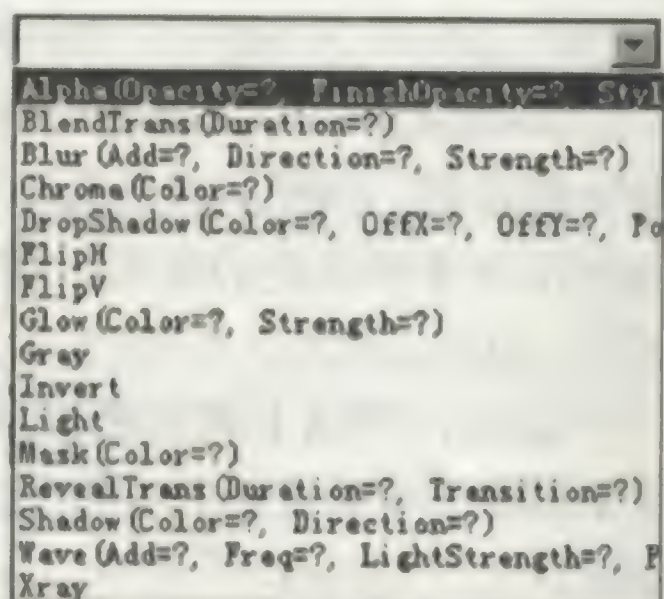 Alpha(Opacity=?, FinishOpacity=?, Styl
BlendTrans(Duration=?)
Blur(Add=?, Direction=?, Strength=?)
Chroma(Color=?)
DropShadow(Color=?, OffX=?, OffY=?, Po
FlipH
FlipV
Glow(Color=?, Strength=?)
Gray
Invert
Light
Mask(Color=?)
RevealTrans(Duration=?, Transition=?)
Shadow(Color=?, Direction=?)
Wave(Add=?, Freq=?, LightStrength=?, P
Xray